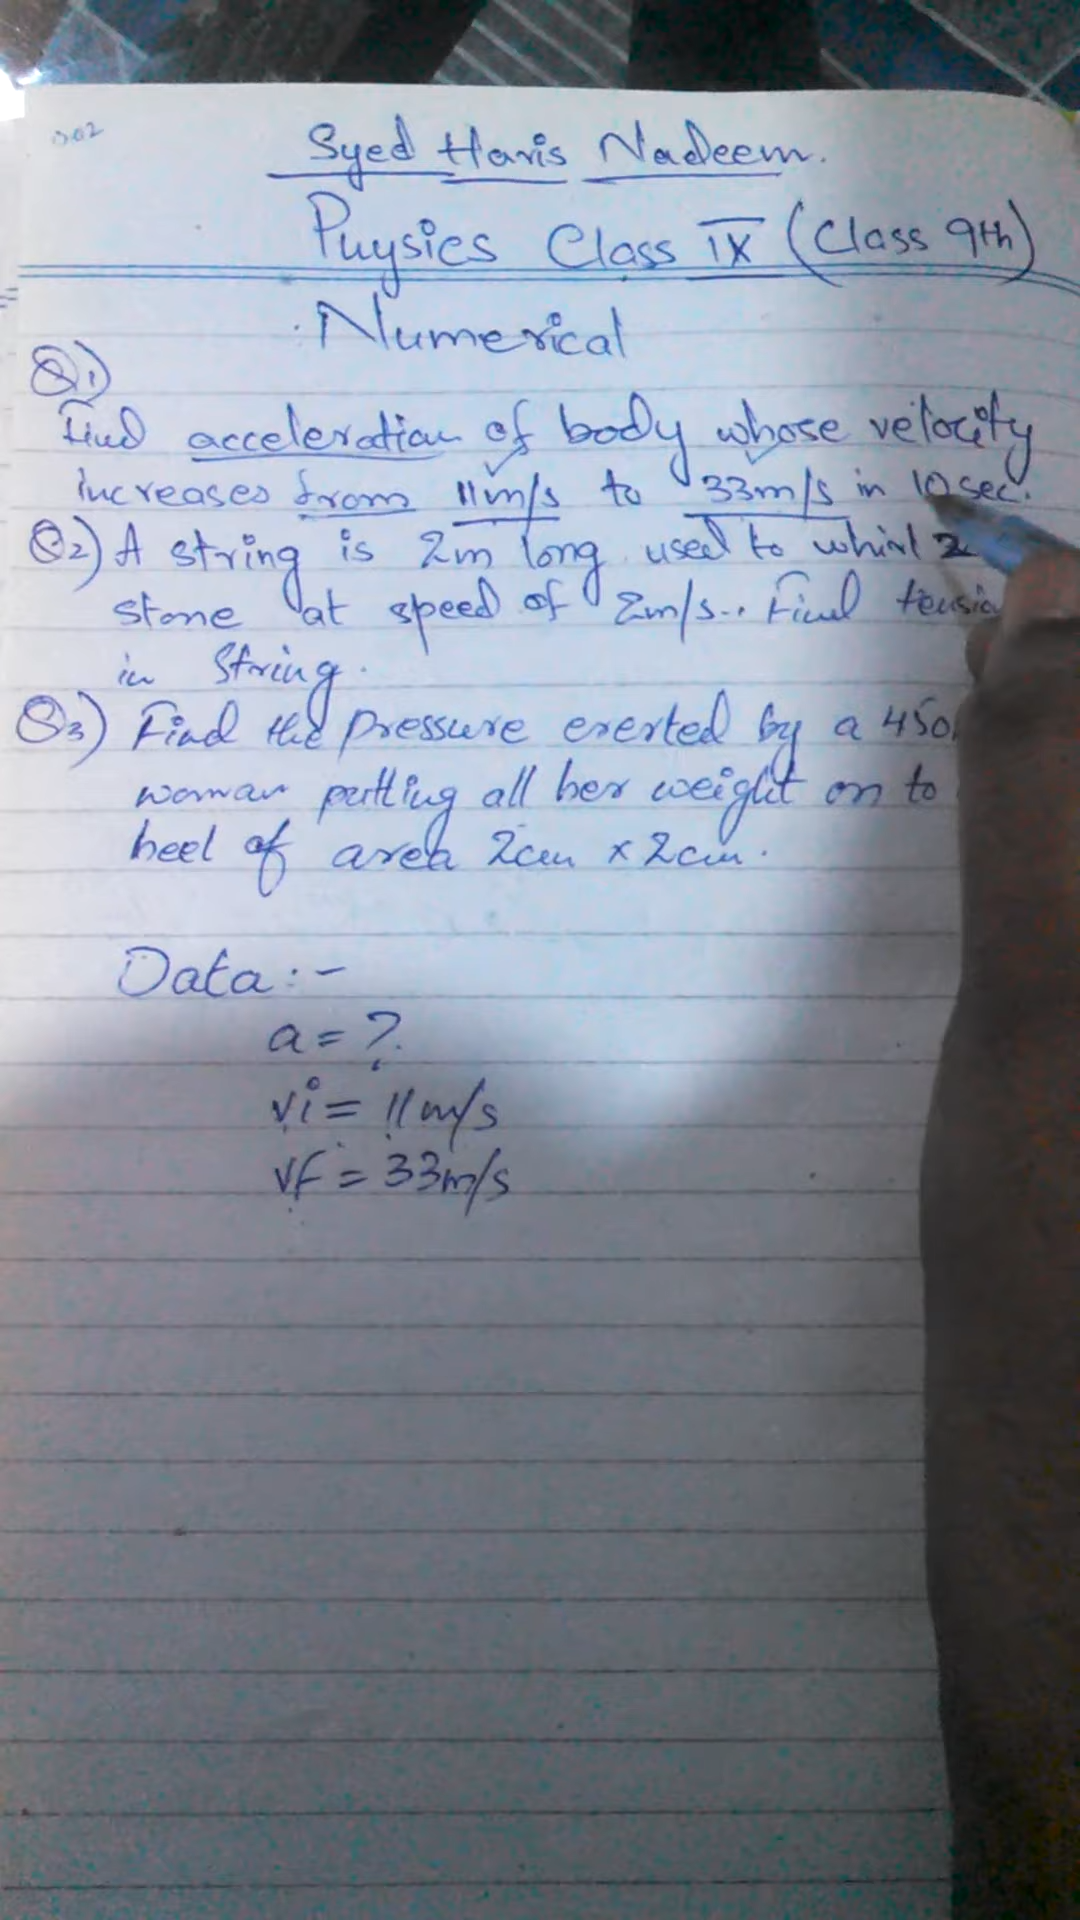 002
Syed Haris Nadeem.
Physics Class IX (Class 9th)
Numerical
Q1)
Find acceleration of body whose velocity
increases from 11m/s to 33m/s in 10 sec.
Q2) A string is 2m long used to whirl 2
stone at speed of 2m/s.. Find
in String.
Q3) Find the pressure exerted by a 450
woman putting all her weight on to
heel of area 2cm x 2cm.
Data :-
a = ?
vi = 11m/s
vf = 33m/s